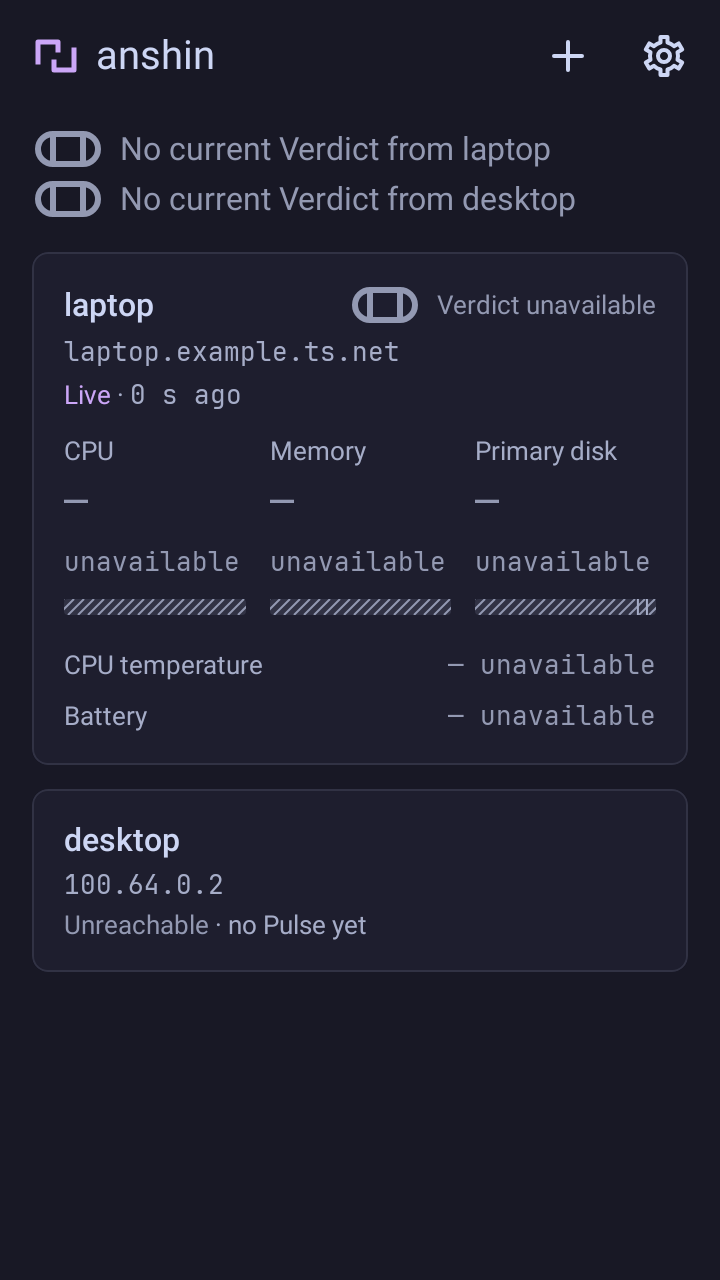 anshin
No current Verdict from laptop
No current Verdict from desktop
laptop
Verdict unavailable
laptop.example.ts.net
Live · 0 s ago
CPU Memory Primary disk
— — —
unavailable unavailable unavailable
CPU temperature — unavailable
Battery — unavailable
desktop
100.64.0.2
Unreachable · no Pulse yet